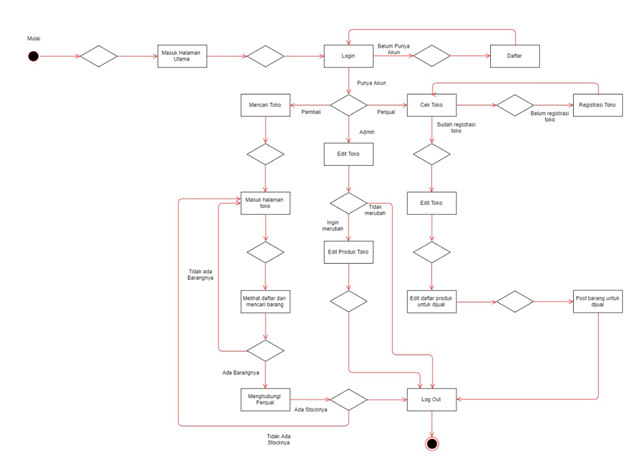 Mulai
Masuk Halaman
Utama
Login
Belum Punya
Akun
Daftar
Punya Akun
Mencari Toko
Pembeli
Penjual
Cek Toko
Registrasi Toko
Belum registrasi
toko
Admin
Sudah registrasi
toko
Edit Toko
Masuk halaman
toko
Tidak
merubah
Edit Toko
Ingin
merubah
Edit Produk Toko
Tidak ada
Barangnya
Melihat daftar dan
mencari barang
Edit daftar produk
untuk dijual
Post barang untuk
dijual
Ada Barangnya
Menghubungi
Penjual
Ada Stocknya
Log Out
Tidak Ada
Stocknya